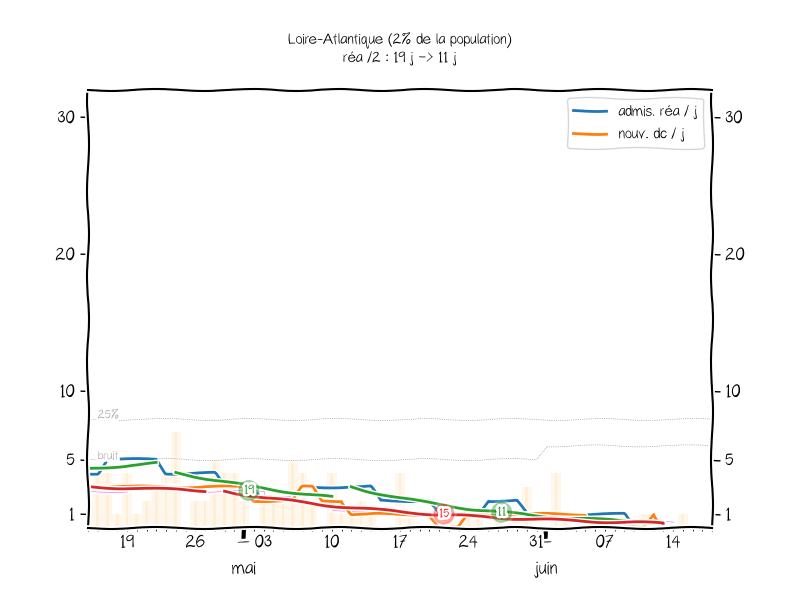 Loire-Atlantique (2% de la population)
réa /2 : 19 j -> 11 j
admis. réa / j
nouv. dc / j
30
30
20
20
10
10
25%
bruit
5
5
19
15
11
1
1
19 26 03 10 17 24 31 07 14
mai juin